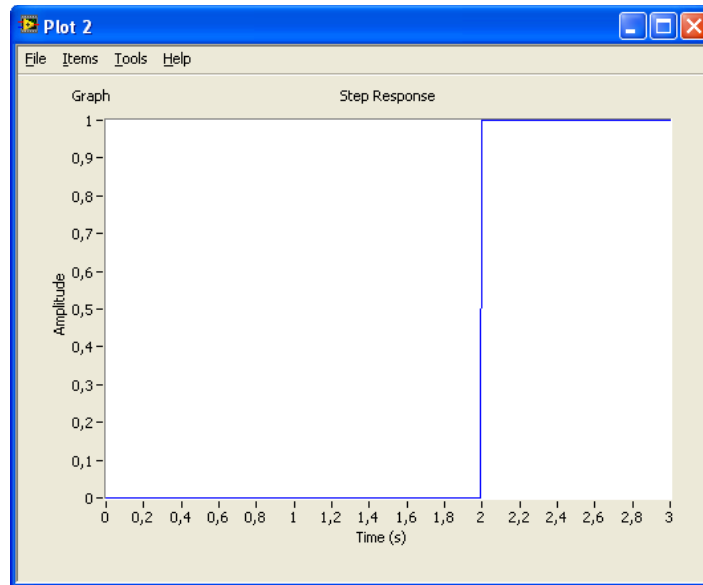 Plot 2
File Items Tools Help
Graph
Step Response
1
0,9
0,8
0,7
0,6
0,5
0,4
0,3
0,2
0,1
0
Amplitude
0 0,2 0,4 0,6 0,8 1 1,2 1,4 1,6 1,8 2 2,2 2,4 2,6 2,8 3
Time (s)